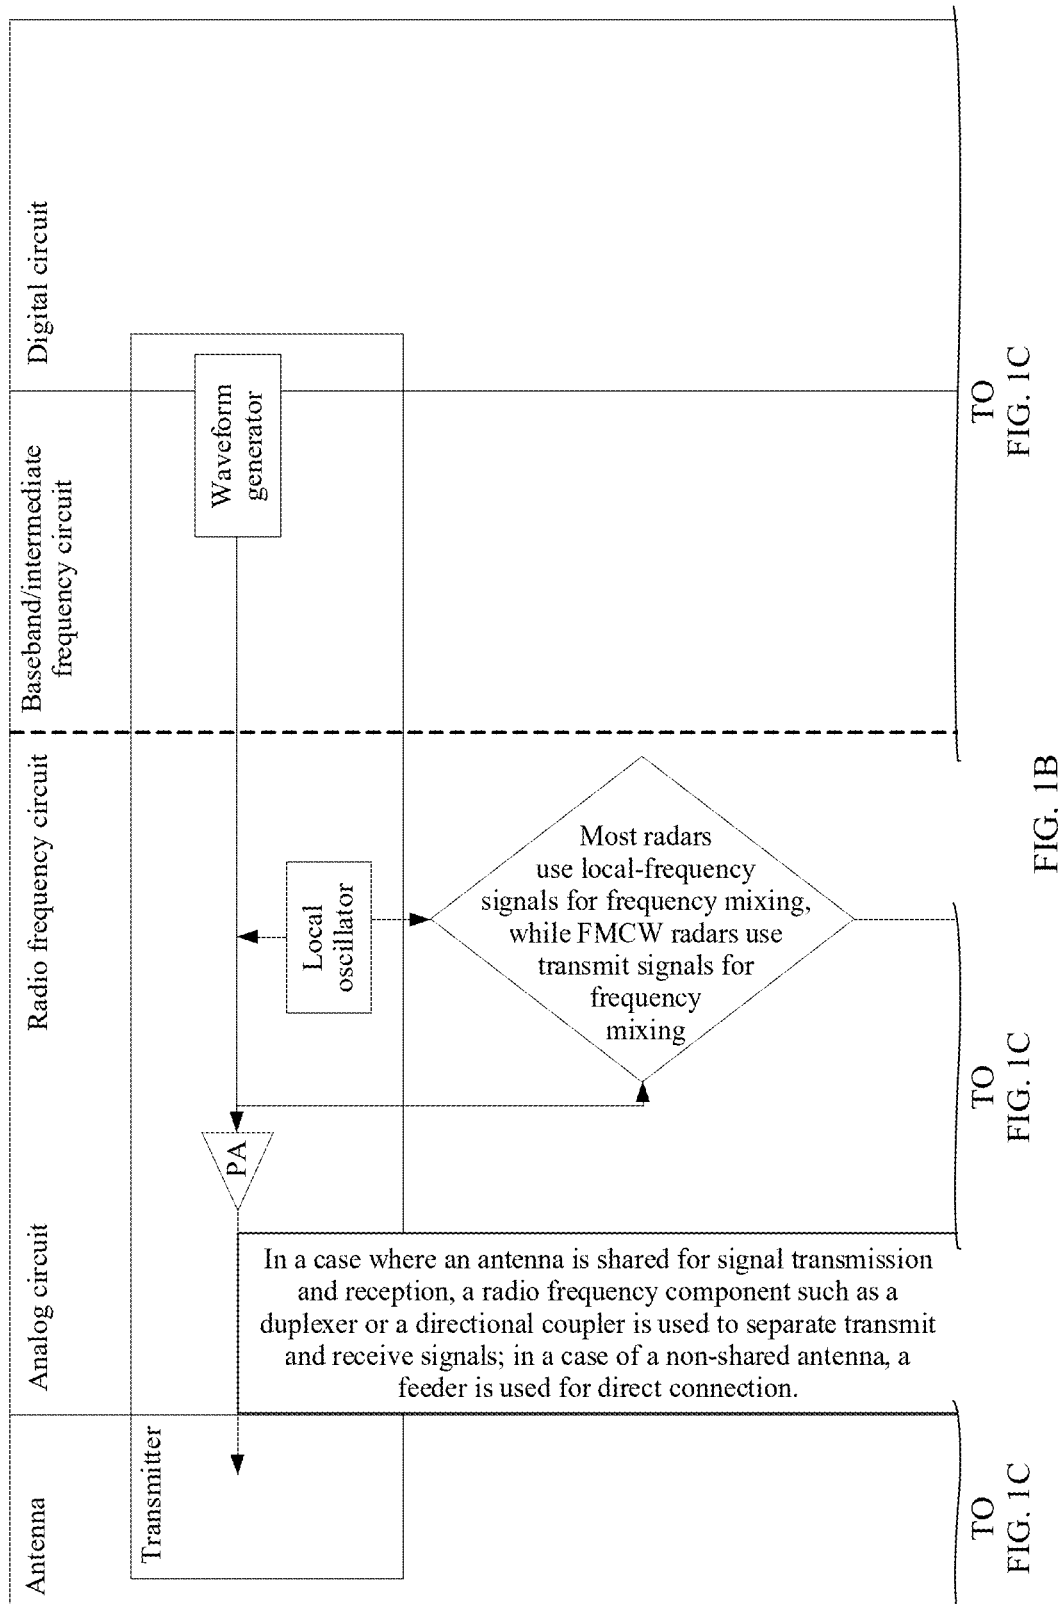 Digital circuit
Baseband/intermediate
frequency circuit
Radio frequency circuit
Analog circuit
Antenna
Waveform
generator
Local
oscillator
PA
Transmitter
Most radars
use local-frequency
signals for frequency mixing,
while FMCW radars use
transmit signals for
frequency
mixing
In a case where an antenna is shared for signal transmission
and reception, a radio frequency component such as a
duplexer or a directional coupler is used to separate transmit
and receive signals; in a case of a non-shared antenna, a
feeder is used for direct connection.
TO
FIG. 1C
TO
FIG. 1C
TO
FIG. 1C
FIG. 1B